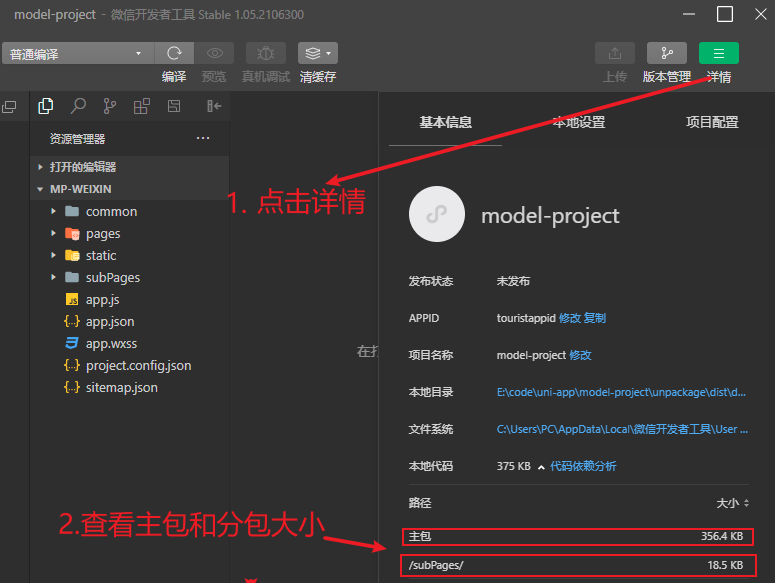 model-project - 微信开发者工具 Stable 1.05.2106300
普通编译
编译 预览 真机调试 清缓存 上传 版本管理 详情
资源管理器
打开的编辑器
MP-WEIXIN
common
pages
static
subPages
JS app.js
{..} app.json
app.wxss
{..} project.config.json
{..} sitemap.json
1. 点击详情
在打
基本信息 本地设置 项目配置
model-project
发布状态 未发布
APPID touristappid 修改 复制
项目名称 model-project 修改
本地目录 E:\code\uni-app\model-project\unpackage\dist\d...
文件系统 C:\Users\PC\AppData\Local\微信开发者工具\User ...
本地代码 375 KB 代码依赖分析
路径 大小
2.查看主包和分包大小
主包 356.4 KB
/subPages/ 18.5 KB